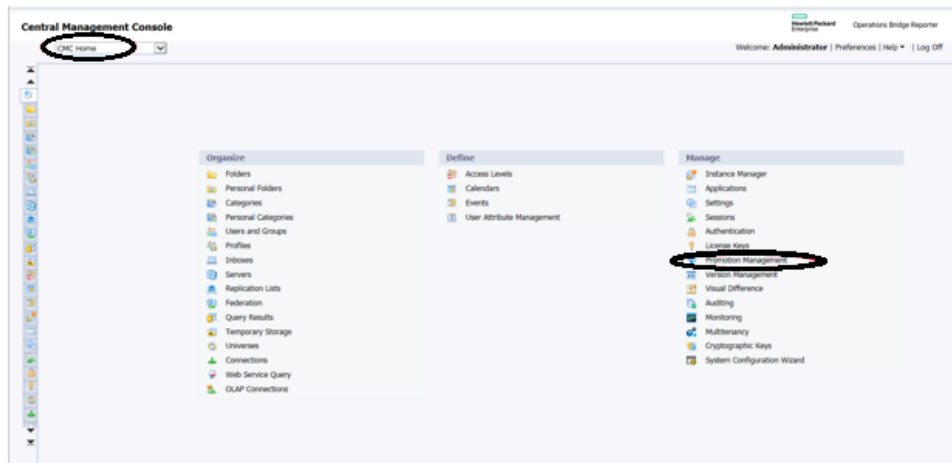 Central Management Console
Hewlett Packard
Enterprise
Operations Bridge Reporter
CMC Home
Welcome: Administrator | Preferences | Help | Log Off
Organize
Folders
Personal Folders
Categories
Personal Categories
Users and Groups
Profiles
Inboxes
Servers
Replication Lists
Federation
Query Results
Temporary Storage
Universes
Connections
Web Service Query
OLAP Connections
Define
Access Levels
Calendars
Events
User Attribute Management
Manage
Instance Manager
Applications
Settings
Sessions
Authentication
License Keys
Promotion Management
Version Management
Visual Difference
Auditing
Monitoring
Multitenancy
Cryptographic Keys
System Configuration Wizard